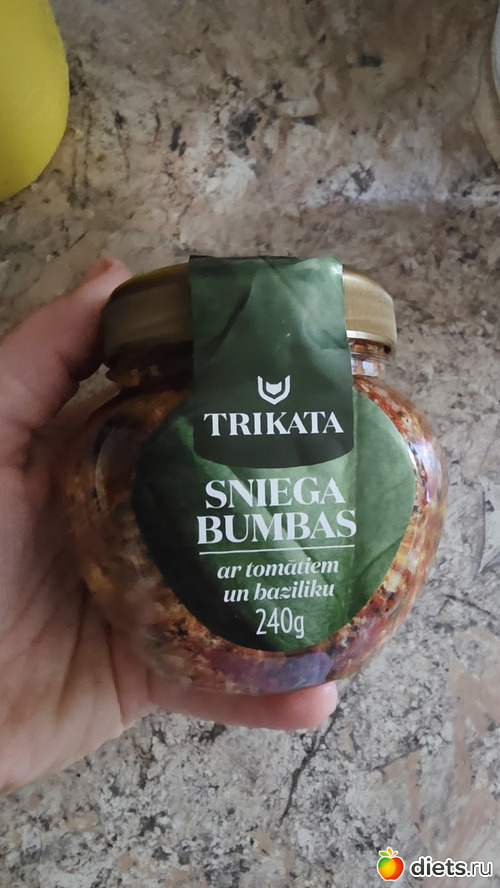 TRIKATA
SNIEGA
BUMBAS
ar tomātiem
un baziliku
240g
diets.ru